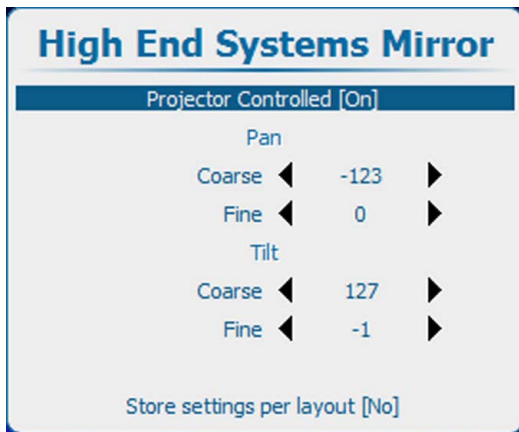 High End Systems Mirror
Projector Controlled [On]
Pan
Coarse -123
Fine 0
Tilt
Coarse 127
Fine -1
Store settings per layout [No]